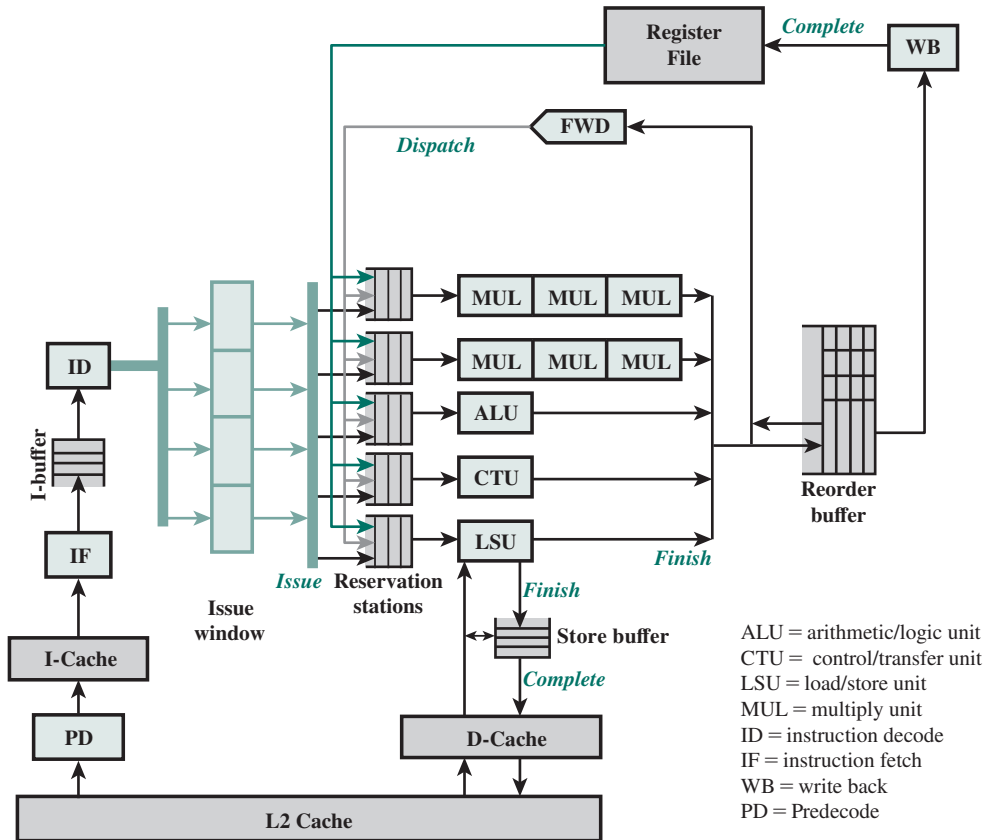 Register
File
Complete
WB
FWD
Dispatch
MUL
MUL
MUL
MUL
MUL
MUL
ID
ALU
I-buffer
CTU
Reorder
buffer
IF
LSU
Issue
Reservation
stations
Finish
Finish
Issue
window
Store buffer
I-Cache
Complete
PD
D-Cache
L2 Cache
ALU = arithmetic/logic unit
CTU = control/transfer unit
LSU = load/store unit
MUL = multiply unit
ID = instruction decode
IF = instruction fetch
WB = write back
PD = Predecode